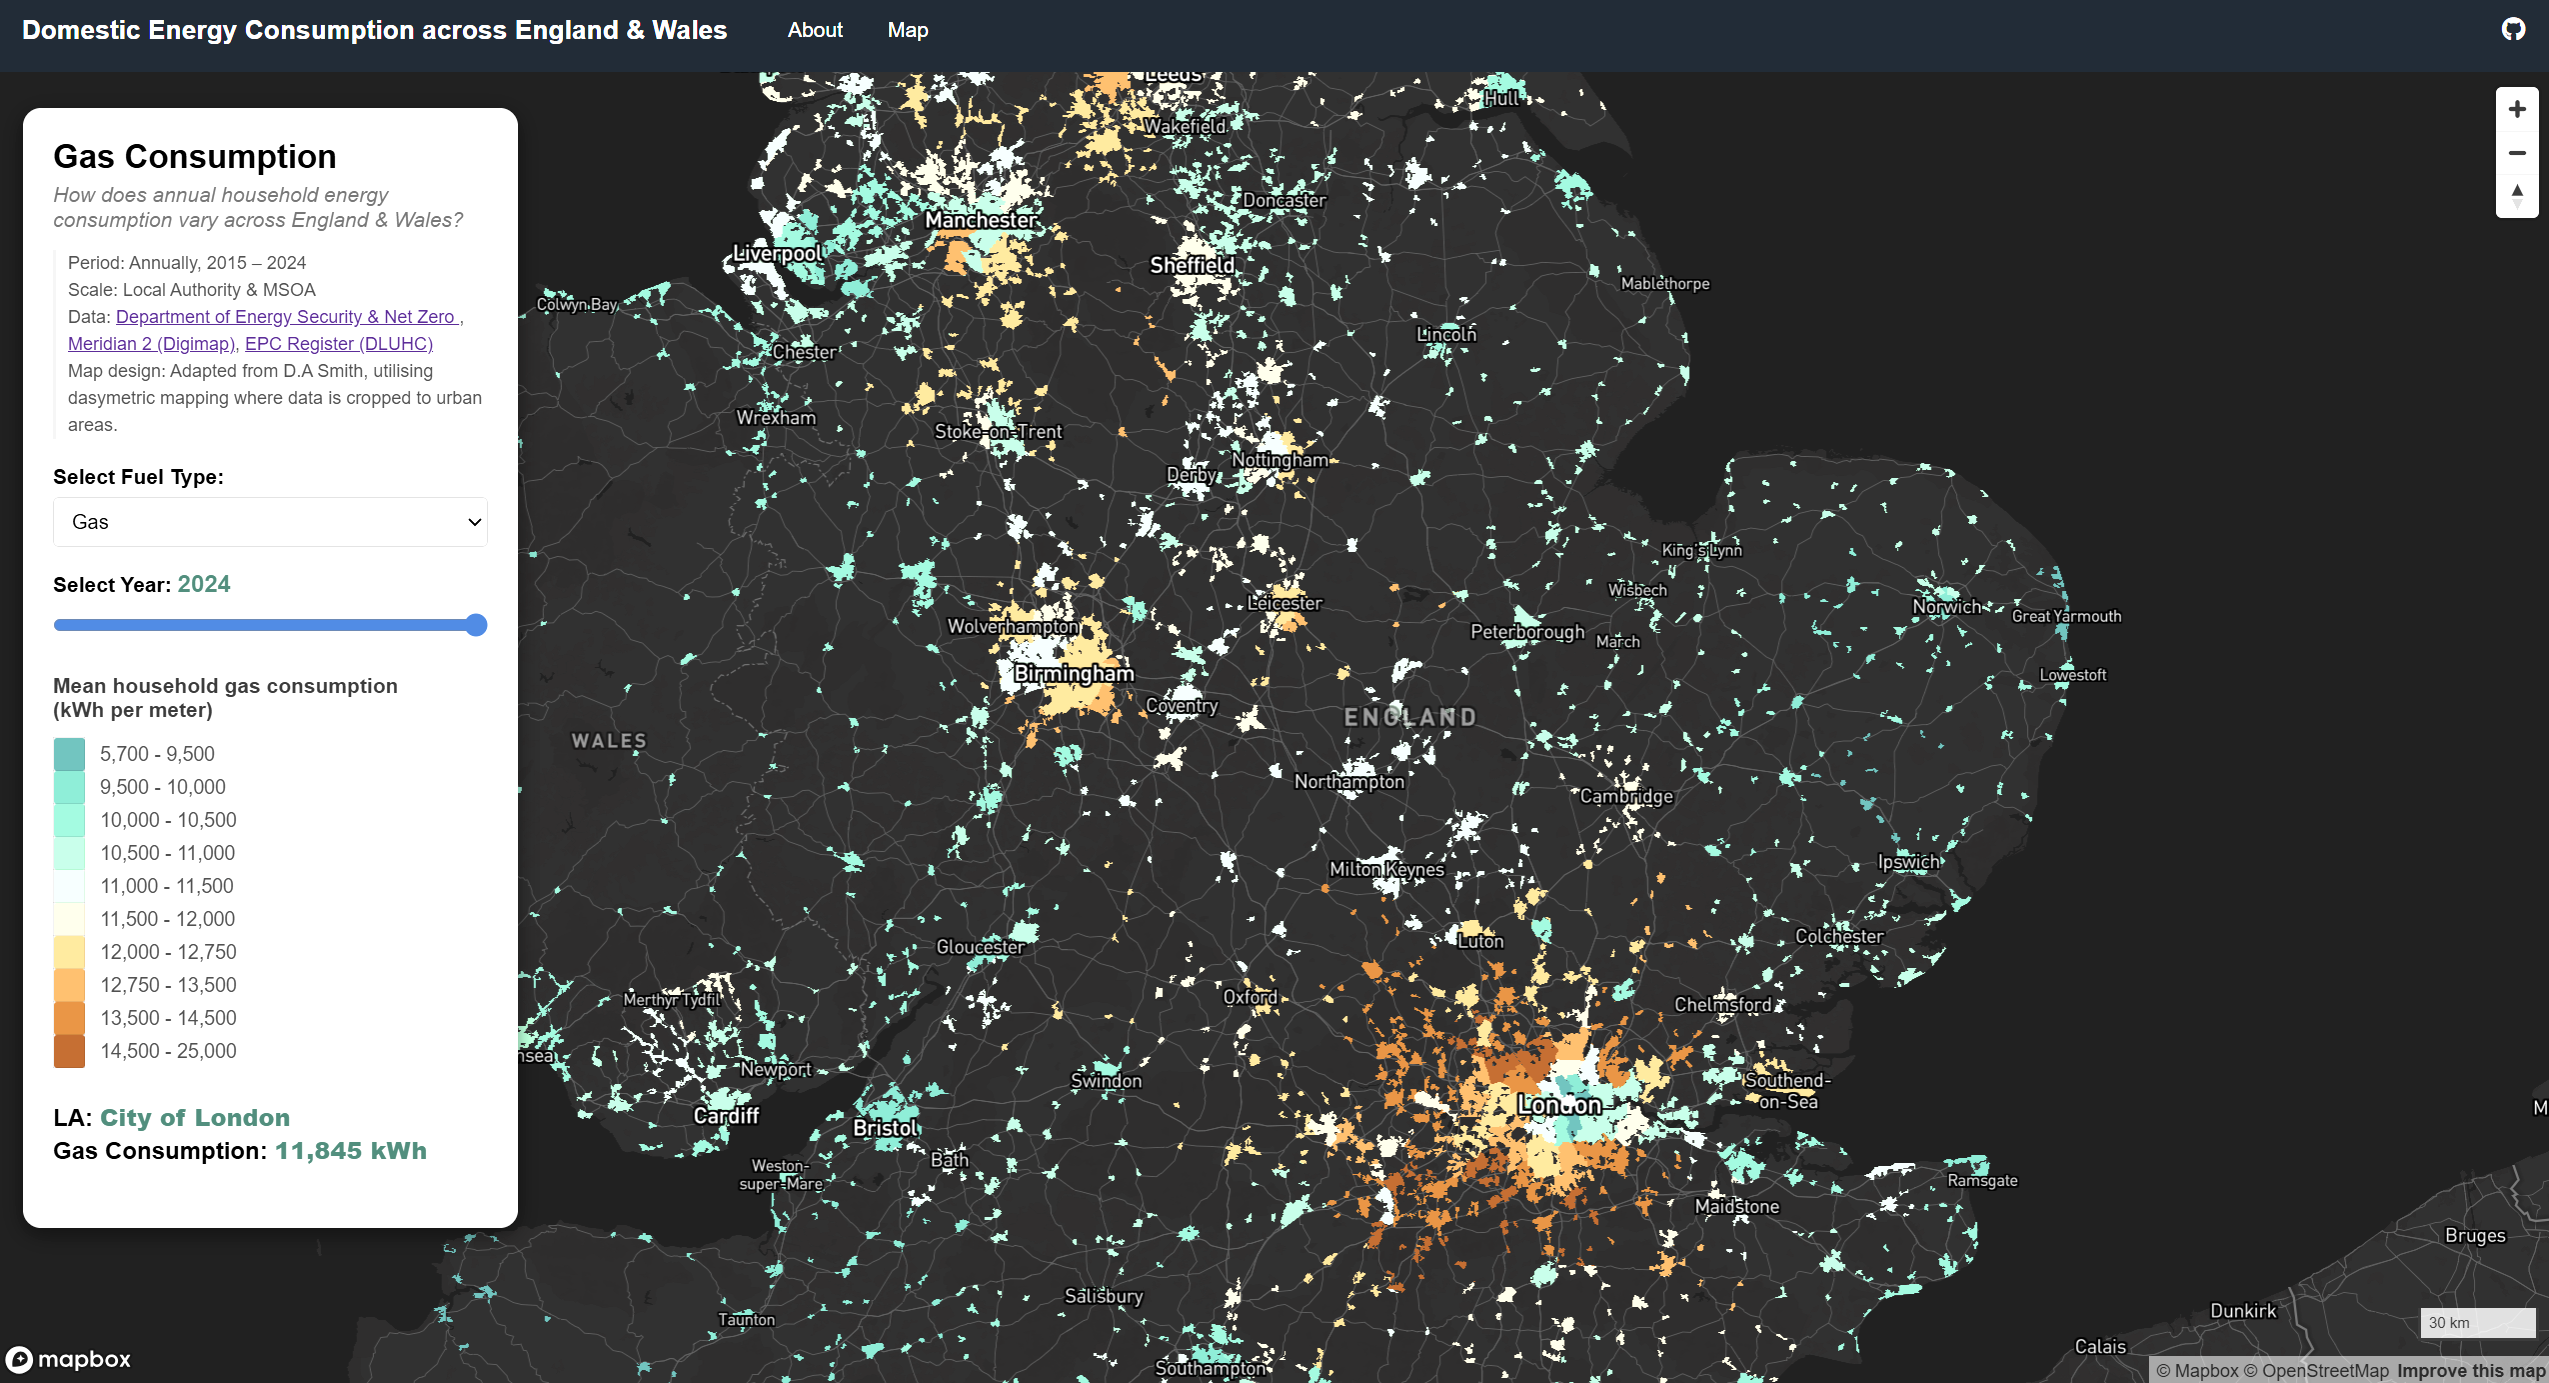 Domestic Energy Consumption across England & Wales
About
Map
Gas Consumption
How does annual household energy
consumption vary across England & Wales?
Period: Annually, 2015 – 2024
Scale: Local Authority & MSOA
Data: Department of Energy Security & Net Zero ,
Meridian 2 (Digimap), EPC Register (DLUHC)
Map design: Adapted from D.A Smith, utilising
dasymetric mapping where data is cropped to urban
areas.
Select Fuel Type:
Gas
Select Year: 2024
Mean household gas consumption
(kWh per meter)
5,700 - 9,500
9,500 - 10,000
10,000 - 10,500
10,500 - 11,000
11,000 - 11,500
11,500 - 12,000
12,000 - 12,750
12,750 - 13,500
13,500 - 14,500
14,500 - 25,000
LA: City of London
Gas Consumption: 11,845 kWh
Leeds
Hull
Wakefield
Doncaster
Manchester
Liverpool
Sheffield
Mablethorpe
Colwyn Bay
Lincoln
Chester
Wrexham
Stoke-on-Trent
Nottingham
Derby
King's Lynn
Wisbech
Leicester
Norwich
Great Yarmouth
Wolverhampton
Peterborough
March
Birmingham
Lowestoft
Coventry
ENGLAND
WALES
Northampton
Cambridge
Milton Keynes
Ipswich
Luton
Colchester
Gloucester
Merthyr Tydfil
Oxford
Chelmsford
nsea
Newport
Swindon
Southend-
on-Sea
Cardiff
Bristol
London
M
Bath
Weston-
super-Mare
Maidstone
Ramsgate
Bruges
Salisbury
Taunton
Dunkirk
Calais
Southampton
30 km
mapbox
© Mapbox © OpenStreetMap Improve this map